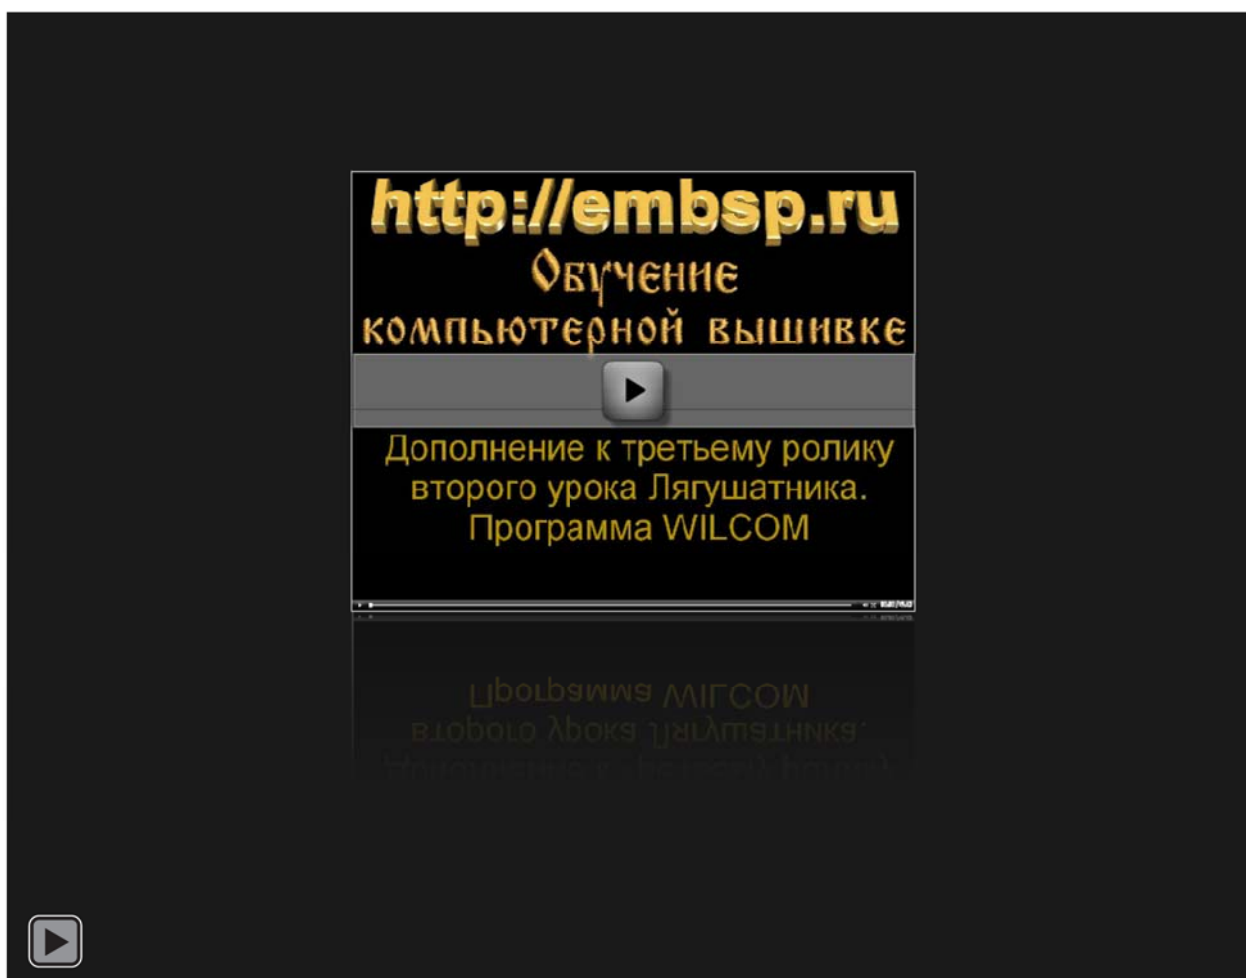 http://embsp.ru
Обучение
компьютерной вышивке
Дополнение к третьему ролику
второго урока Лягушатника.
Программа WILCOM